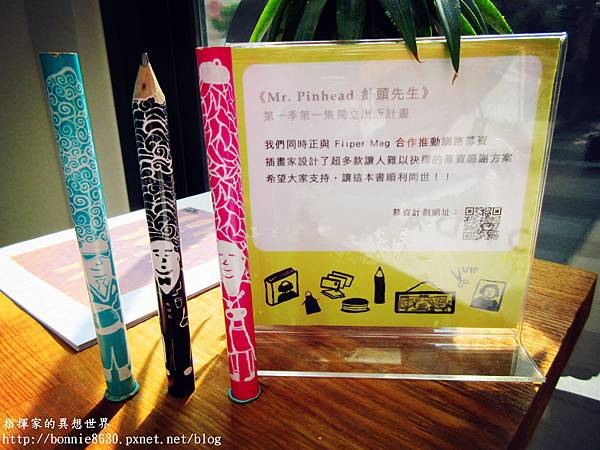 《Mr. Pinhead 針頭先生》
第一季第一集獨立出版計畫
我們同時正與 Fliper Mag 合作推動網路募資
插畫家設計了超多款讓人難以抉擇的募資感謝方案
希望大家支持，讓這本書順利問世！！
募資計劃網址：
VIP
指揮家的異想世界
http://bonnie8630.pixnet.net/blog